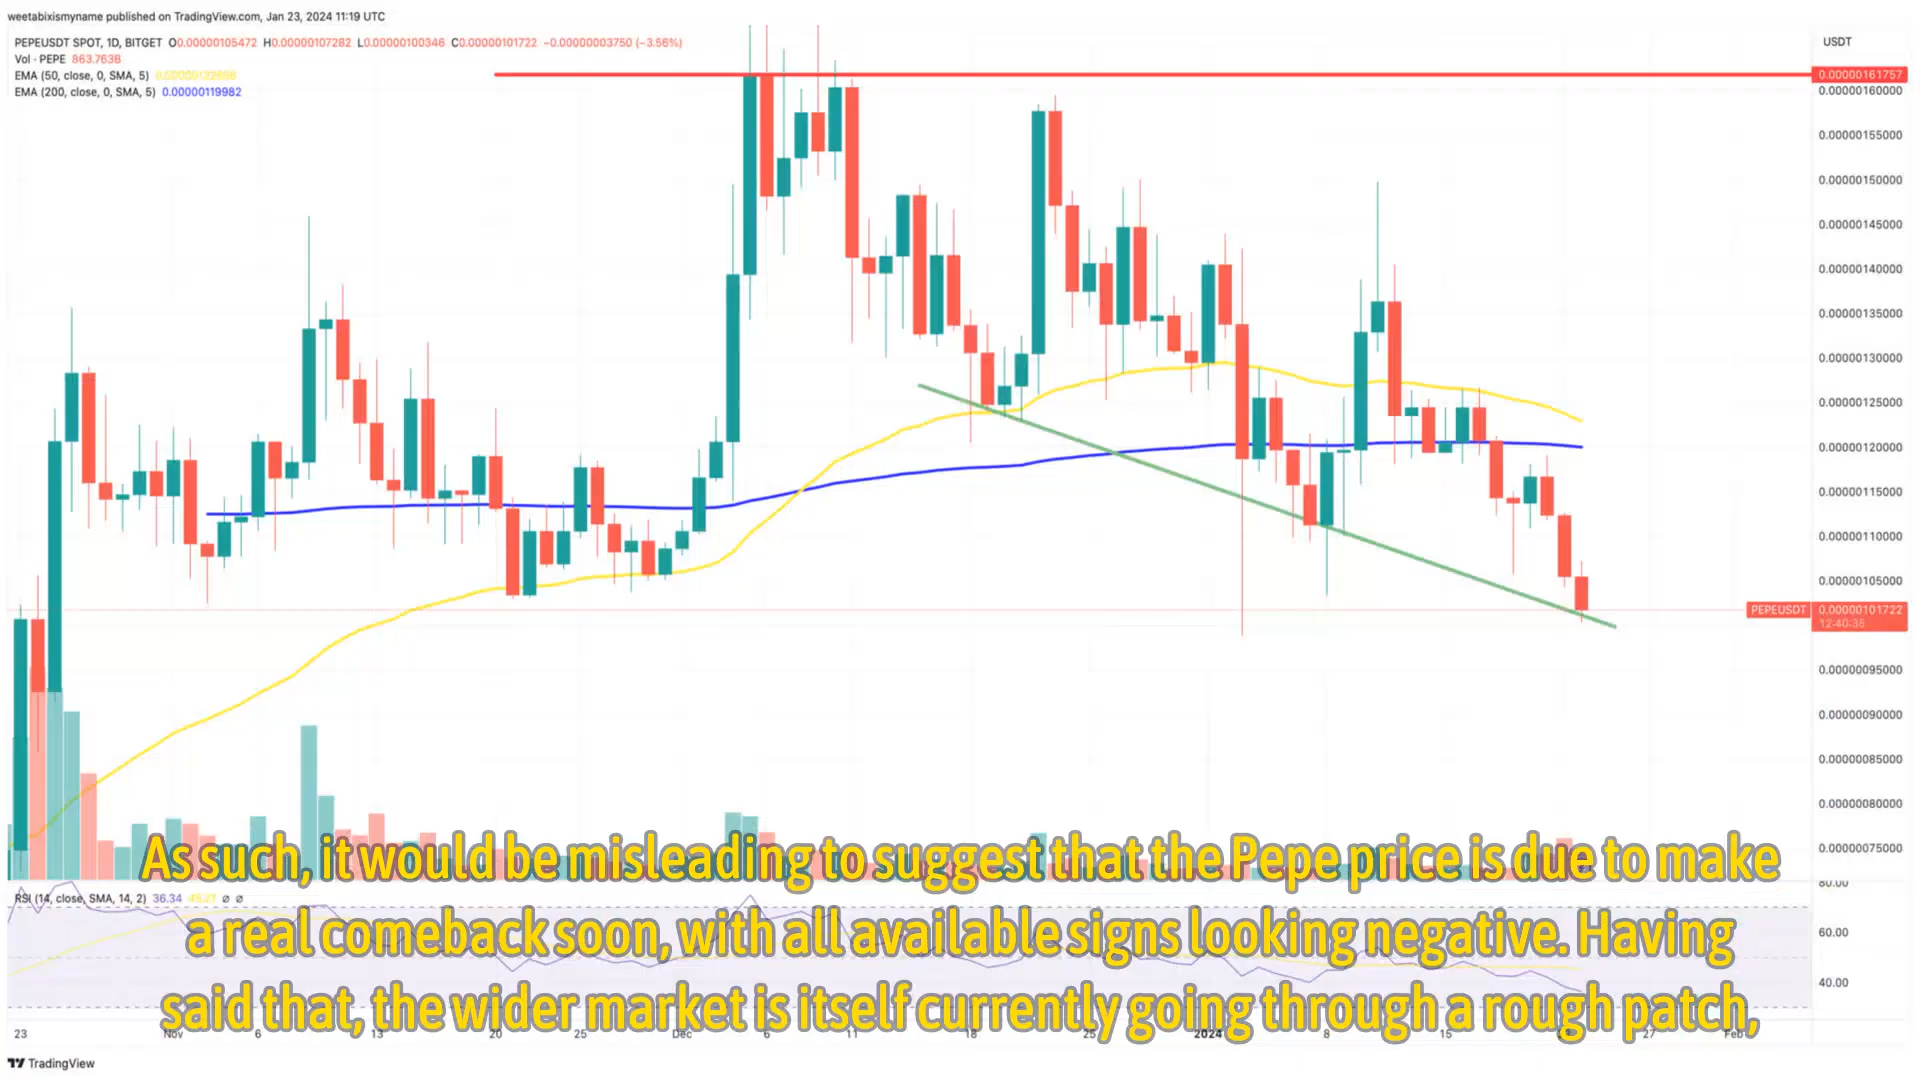 weetabixismyname published on TradingView.com, Jan 23, 2024 11:19 UTC
PEPEUSDT SPOT, 1D, BITGET O0.00000105472 H0.00000107282 L0.00000100346 C0.00000101722 −0.00000003750 (−3.56%)
Vol · PEPE 863.763B
EMA (50, close, 0, SMA, 5)
EMA (200, close, 0, SMA, 5) 0.00000119982
USDT
0.00000161757
0.00000160000
0.00000155000
0.00000150000
0.00000145000
0.00000140000
0.00000135000
0.00000130000
0.00000125000
0.00000120000
0.00000115000
0.00000110000
0.00000105000
PEPEUSDT 0.00000101722
12:40:36
0.00000095000
0.00000090000
0.00000085000
0.00000080000
0.00000075000
As such, it would be misleading to suggest that the Pepe price is due to make
80.00
RSI (14, close, SMA, 14, 2) 36.34 ø ø
a real comeback soon, with all available signs looking negative. Having
60.00
40.00
said that, the wider market is itself currently going through a rough patch,
23 Nov 6 13 20 25 Dec 6 11 18 25 2024 8 15 27 Feb
TradingView